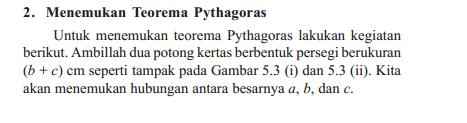 2. Menemukan Teorema Pythagoras
Untuk menemukan teorema Pythagoras lakukan kegiatan
berikut. Ambillah dua potong kertas berbentuk persegi berukuran
(b + c) cm seperti tampak pada Gambar 5.3 (i) dan 5.3 (ii). Kita
akan menemukan hubungan antara besarnya a, b, dan c.